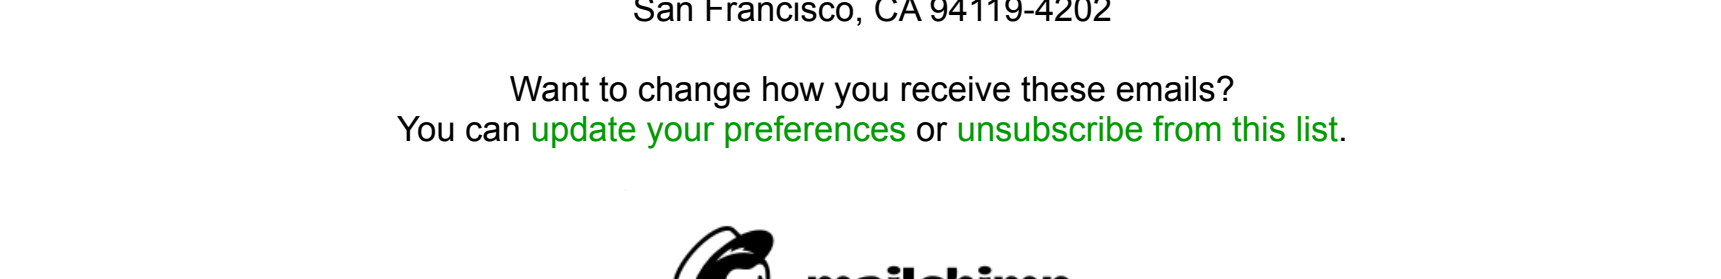 San Francisco, CA 94119-4202
Want to change how you receive these emails?
You can update your preferences or unsubscribe from this list.
mailchimp